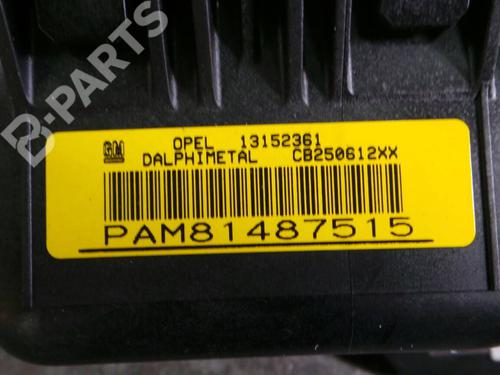 B-PARTS
GM OPEL 13152361
DALPHIMETAL CB250612XX
PAM81487515